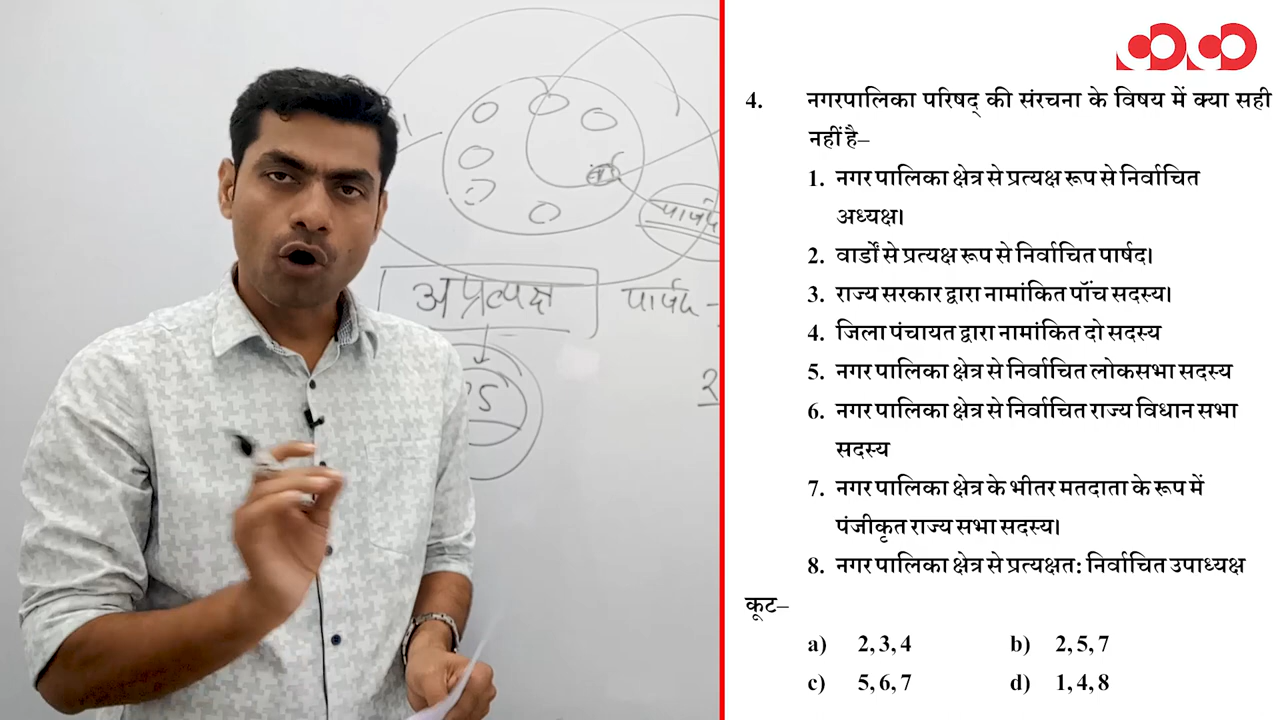 4. नगरपालिका परिषद् की संरचना के विषय में क्या सही
नहीं है–
1. नगर पालिका क्षेत्र से प्रत्यक्ष रूप से निर्वाचित
अध्यक्ष।
2. वार्डों से प्रत्यक्ष रूप से निर्वाचित पार्षद।
3. राज्य सरकार द्वारा नामांकित पॉंच सदस्य।
4. जिला पंचायत द्वारा नामांकित दो सदस्य
5. नगर पालिका क्षेत्र से निर्वाचित लोकसभा सदस्य
6. नगर पालिका क्षेत्र से निर्वाचित राज्य विधान सभा
सदस्य
7. नगर पालिका क्षेत्र के भीतर मतदाता के रूप में
पंजीकृत राज्य सभा सदस्य।
8. नगर पालिका क्षेत्र से प्रत्यक्षत: निर्वाचित उपाध्यक्ष
कूट–
a) 2, 3, 4 b) 2, 5, 7
c) 5, 6, 7 d) 1, 4, 8
पार्षद
अप्रत्यक्ष पार्षद -